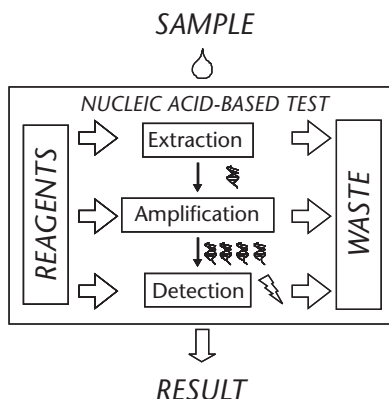 SAMPLE
NUCLEIC ACID-BASED TEST
REAGENTS
Extraction
Amplification
Detection
WASTE
RESULT